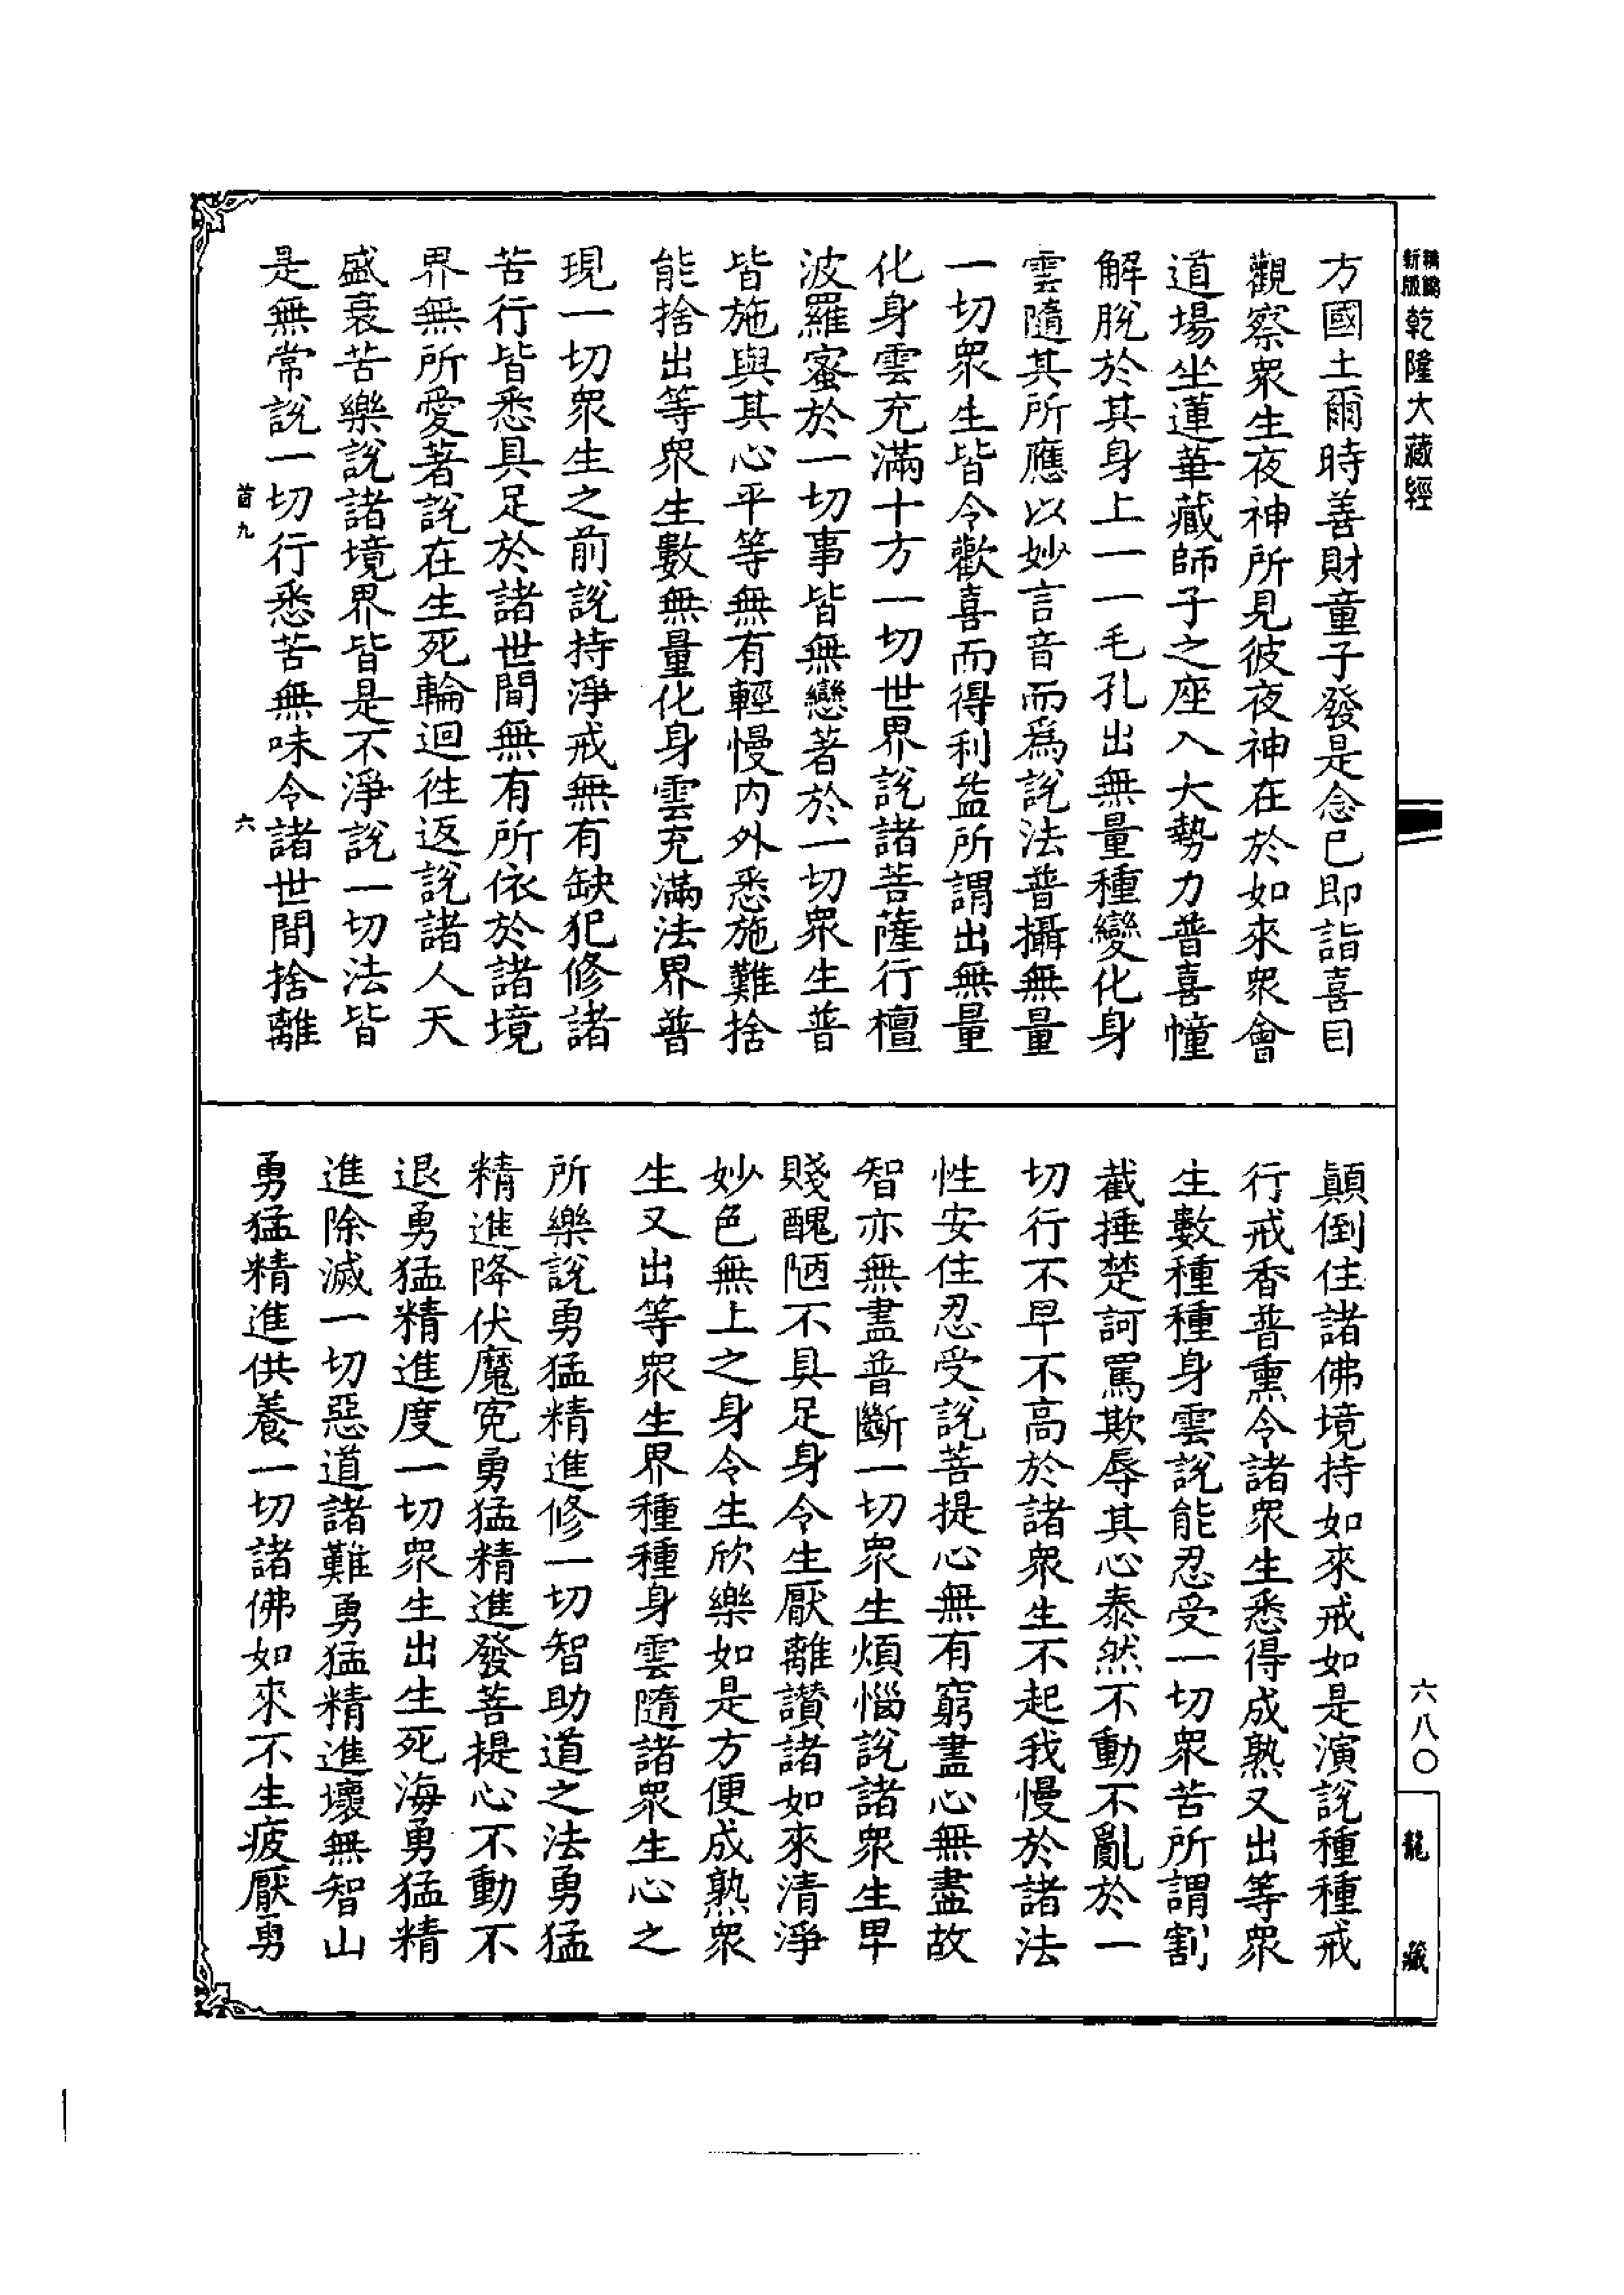 新版
精鐫
乾隆大藏經
方國土爾時善財童子發是念已即詣喜目
觀察衆生夜神所見彼夜神在於如來衆會
道場坐蓮華藏師子之座入大勢力普喜幢
解脫於其身上一一毛孔出無量種變化身
雲隨其所應以妙言音而爲說法普攝無量
一切衆生皆令歡喜而得利益所謂出無量
化身雲充滿十方一切世界說諸菩薩行檀
波羅蜜於一切事皆無戀著於一切衆生普
皆施與其心平等無有輕慢內外悉施難捨
能捨出等衆生數無量化身雲充滿法界普
現一切衆生之前說持淨戒無有缺犯修諸
苦行皆悉具足於諸世間無有所依於諸境
界無所愛著說在生死輪迴往返說諸人天
盛衰苦樂說諸境界皆是不淨說一切法皆
是無常說一切行悉苦無味令諸世間捨離
首九
六
顛倒住諸佛境持如來戒如是演說種種戒
行戒香普熏令諸衆生悉得成熟又出等衆
生數種種身雲說能忍受一切衆苦所謂割
截捶楚訶罵欺辱其心泰然不動不亂於一
切行不早不高於諸衆生不起我慢於諸法
性安住忍受說菩提心無有窮盡心無盡故
智亦無盡普斷一切衆生煩惱說諸衆生早
賤醜陋不具足身令生厭離讚諸如來清淨
妙色無上之身令生欣樂如是方便成熟衆
生又出等衆生界種種身雲隨諸衆生心之
所樂說勇猛精進修一切智助道之法勇猛
精進降伏魔寃勇猛精進發菩提心不動不
退勇猛精進度一切衆生出生死海勇猛精
進除滅一切惡道諸難勇猛精進壞無智山
勇猛精進供養一切諸佛如來不生疲厭勇
六八〇
龍藏